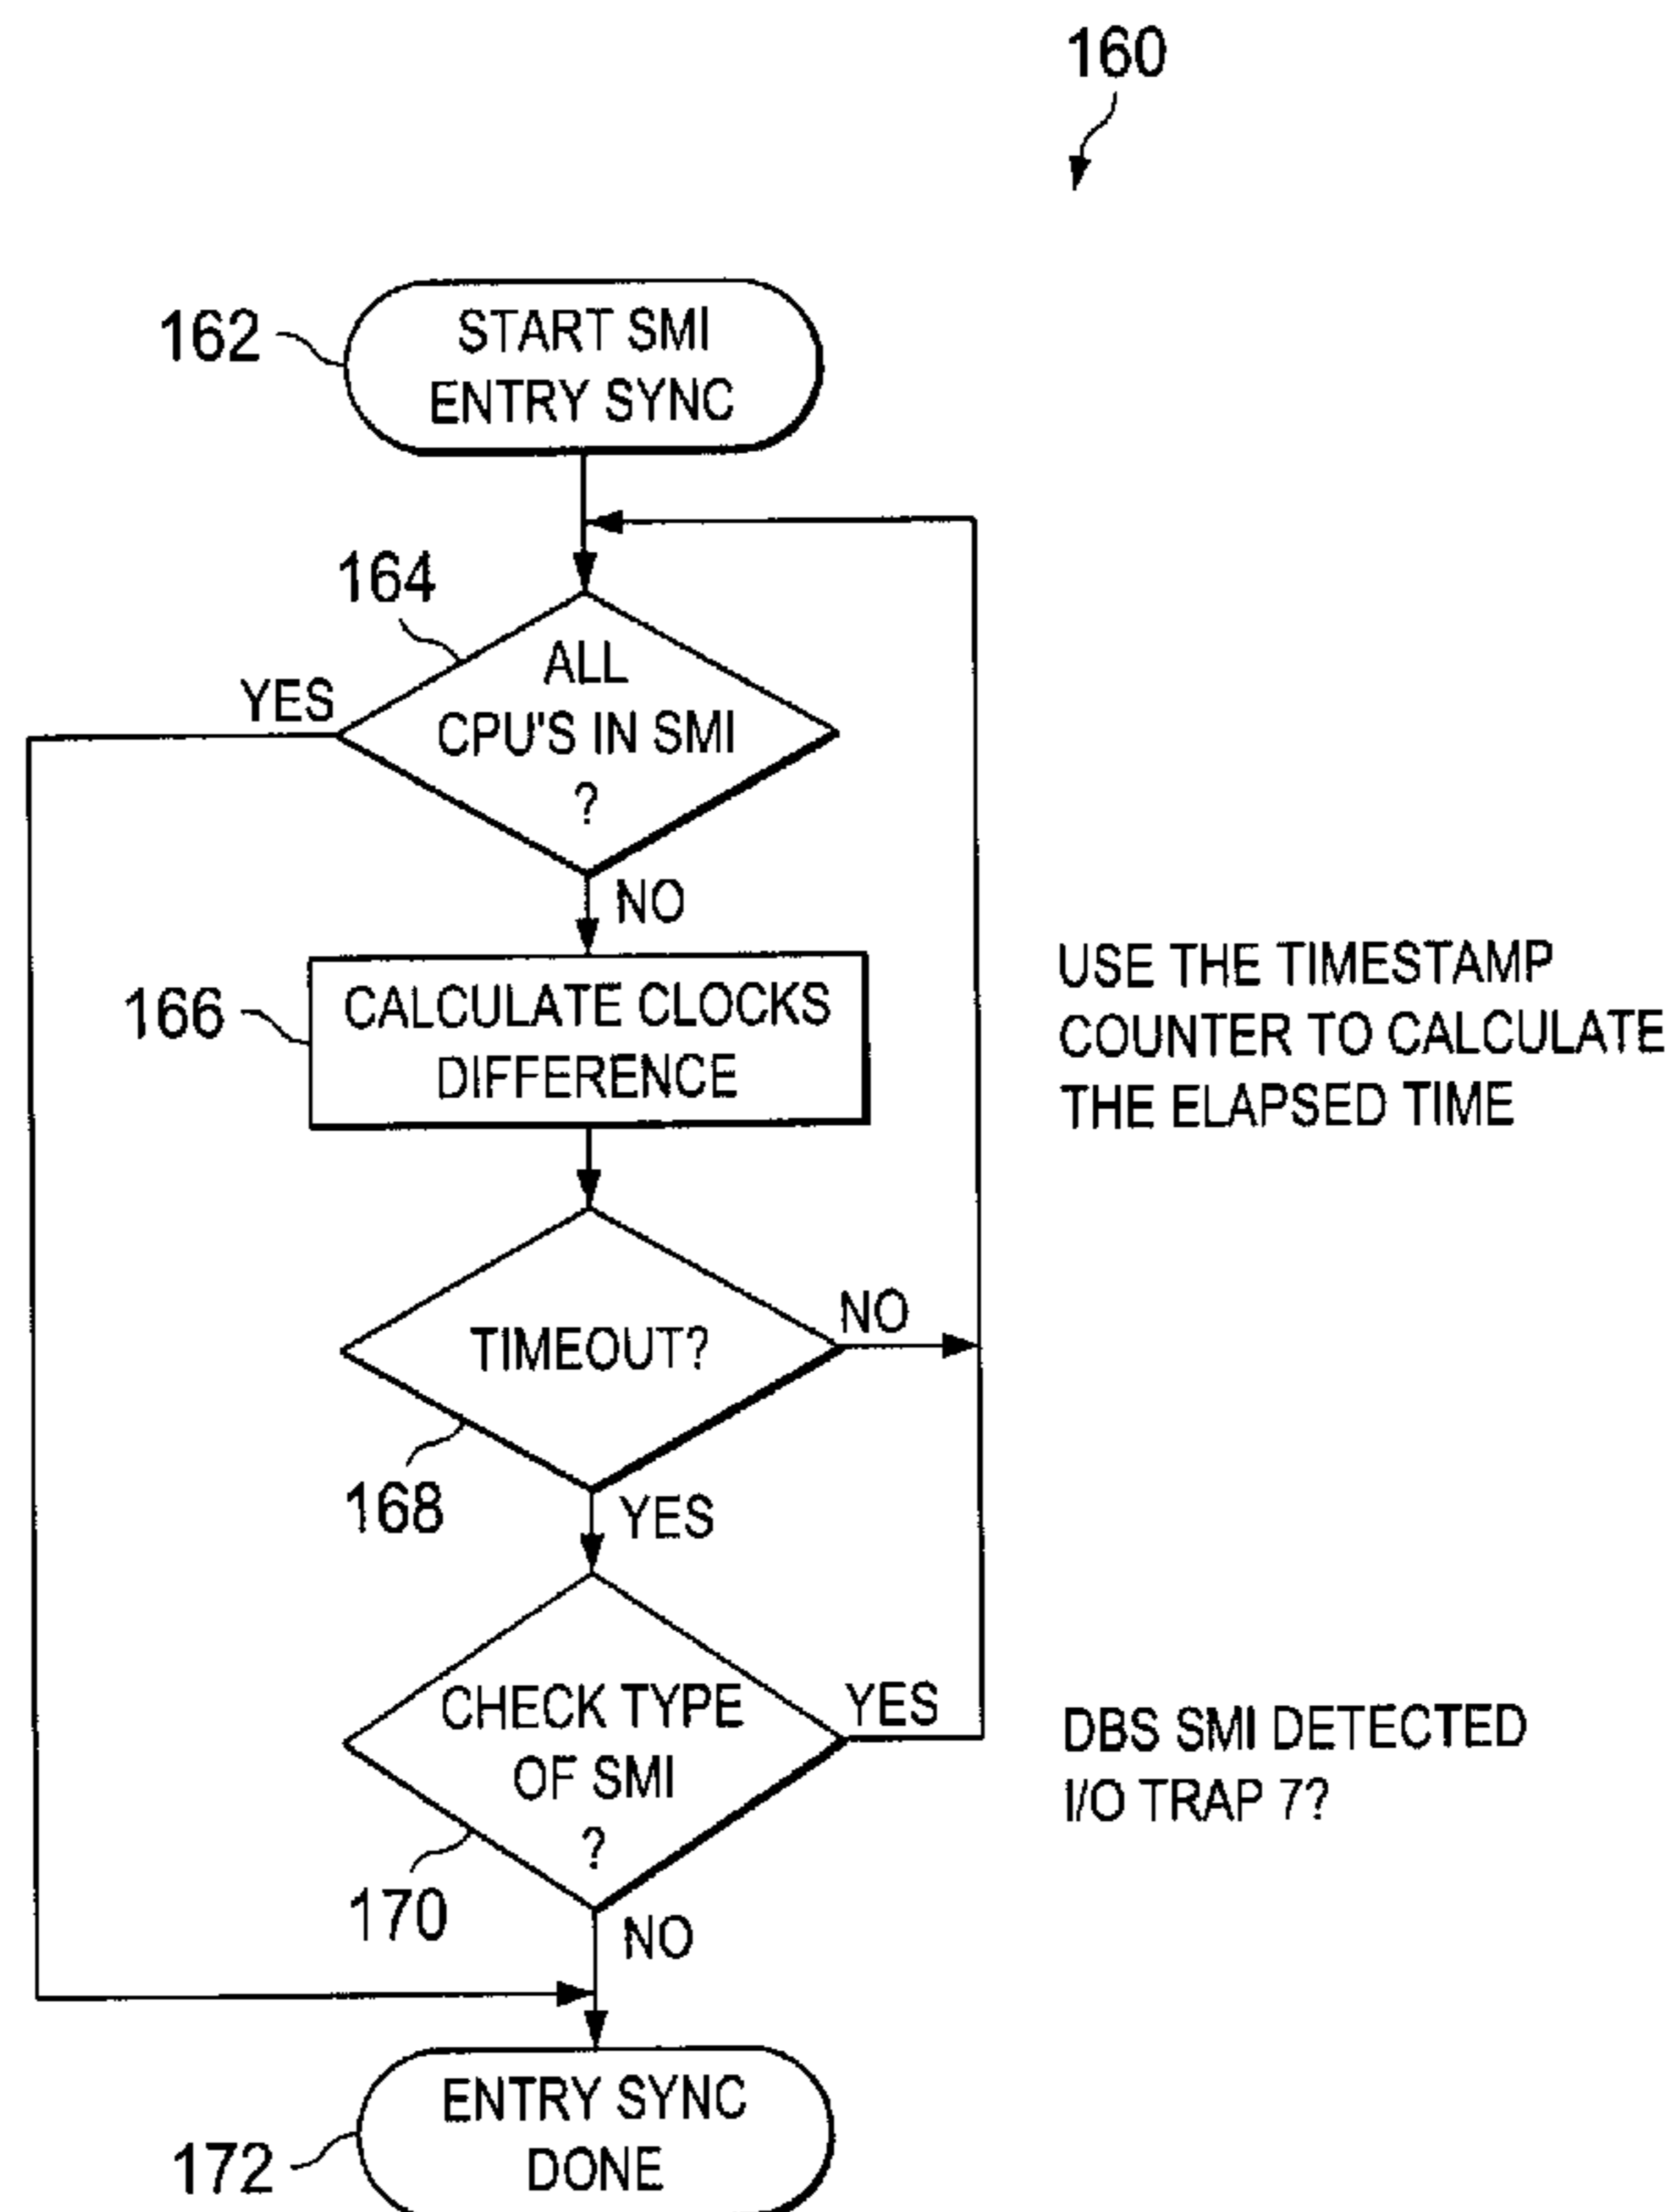 160
162
START SMI
ENTRY SYNC
164
YES
ALL
CPU'S IN SMI
?
NO
166
CALCULATE CLOCKS
DIFFERENCE
USE THE TIMESTAMP
COUNTER TO CALCULATE
THE ELAPSED TIME
TIMEOUT?
NO
168
YES
CHECK TYPE
OF SMI
?
YES
DBS SMI DETECTED
I/O TRAP 7?
170
NO
ENTRY SYNC
DONE
172